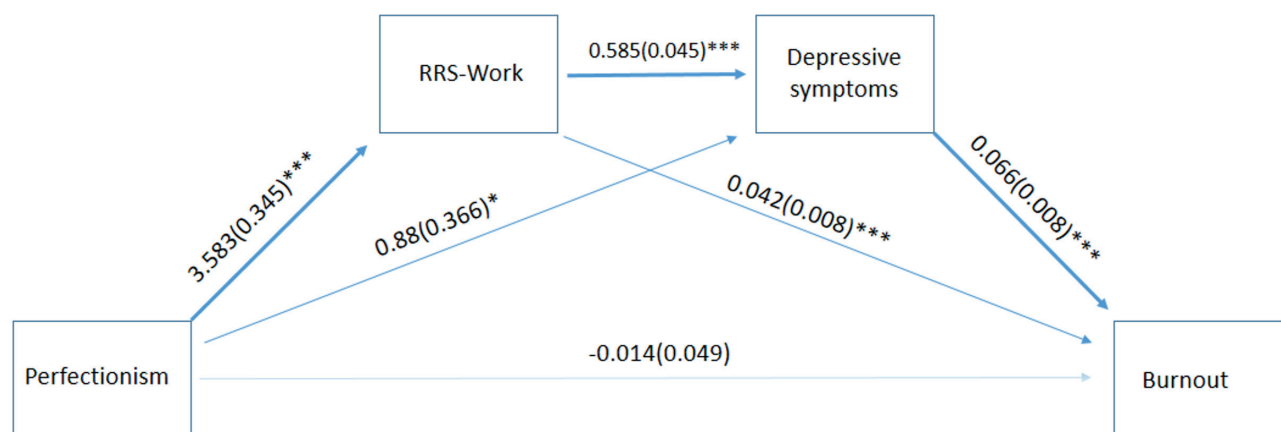 RRS-Work
0.585(0.045)***
Depressive
symptoms
3.583(0.345)***
0.88(0.366)*
0.042(0.008)***
0.066(0.008)***
Perfectionism
-0.014(0.049)
Burnout